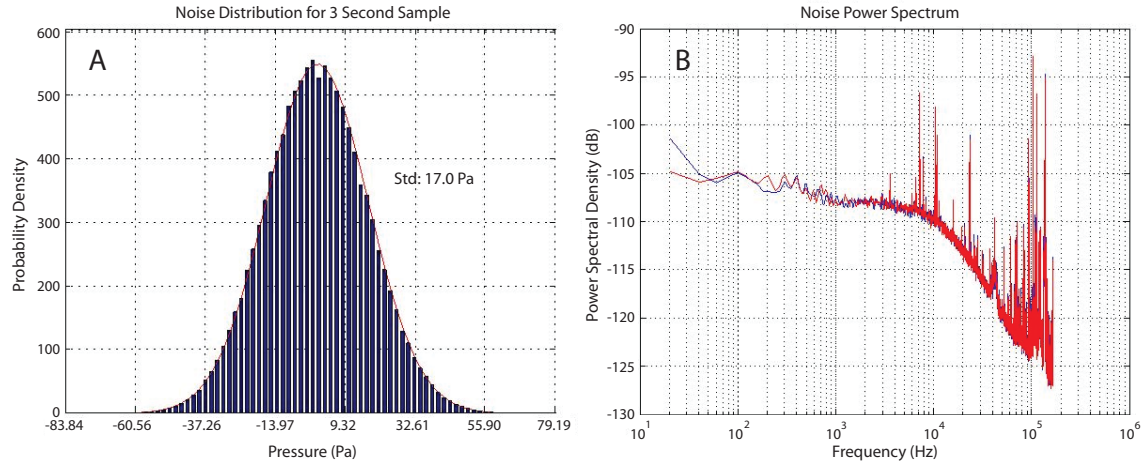 Noise Distribution for 3 Second Sample
A
Std: 17.0 Pa
Probability Density
600
500
400
300
200
100
0
-83.84 -60.56 -37.26 -13.97 9.32 32.61 55.90 79.19
Pressure (Pa)
Noise Power Spectrum
B
Power Spectral Density (dB)
-90
-95
-100
-105
-110
-115
-120
-125
-130
10^1 10^2 10^3 10^4 10^5 10^6
Frequency (Hz)